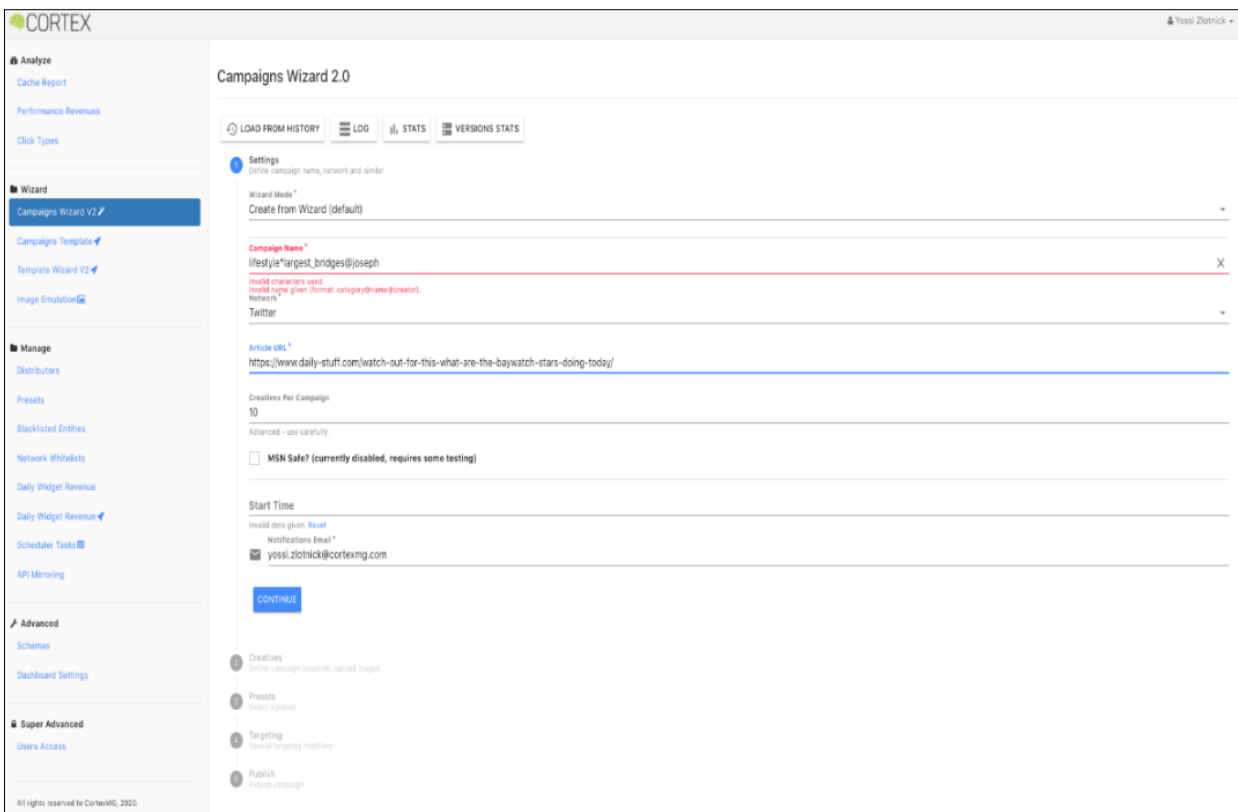 CORTEX
Yossi Zlotnick
Analyze
Cache Report
Performance Revenues
Click Types
Wizard
Campaigns Wizard V2
Campaigns Template
Template Wizard V2
Image Emulation
Manage
Distributors
Presets
Blacklisted Entities
Network Whitelists
Daily Widget Revenue
Daily Widget Revenue
Scheduler Tasks
API Mirroring
Advanced
Schemas
Dashboard Settings
Super Advanced
Users Access
All rights reserved to CortexMG, 2020.
Campaigns Wizard 2.0
LOAD FROM HISTORY LOG STATS VERSIONS STATS
1 Settings
Define campaign name, network and similar
Wizard Mode *
Create from Wizard (default)
Campaign Name *
lifestyle*largest_bridges@joseph X
Invalid characters used.
Invalid name given (format: category@name@creator).
Network *
Twitter
Article URL *
https://www.daily-stuff.com/watch-out-for-this-what-are-the-baywatch-stars-doing-today/
Creatives Per Campaign
10
Advanced - use carefully.
MSN Safe? (currently disabled, requires some testing)
Start Time
Invalid date given. Reset
Notifications Email *
yossi.zlotnick@cortexmg.com
CONTINUE
2 Creatives
Define campaign creatives, upload images
3 Presets
Select a preset
4 Targeting
Special targeting modifiers
5 Publish
Publish campaign